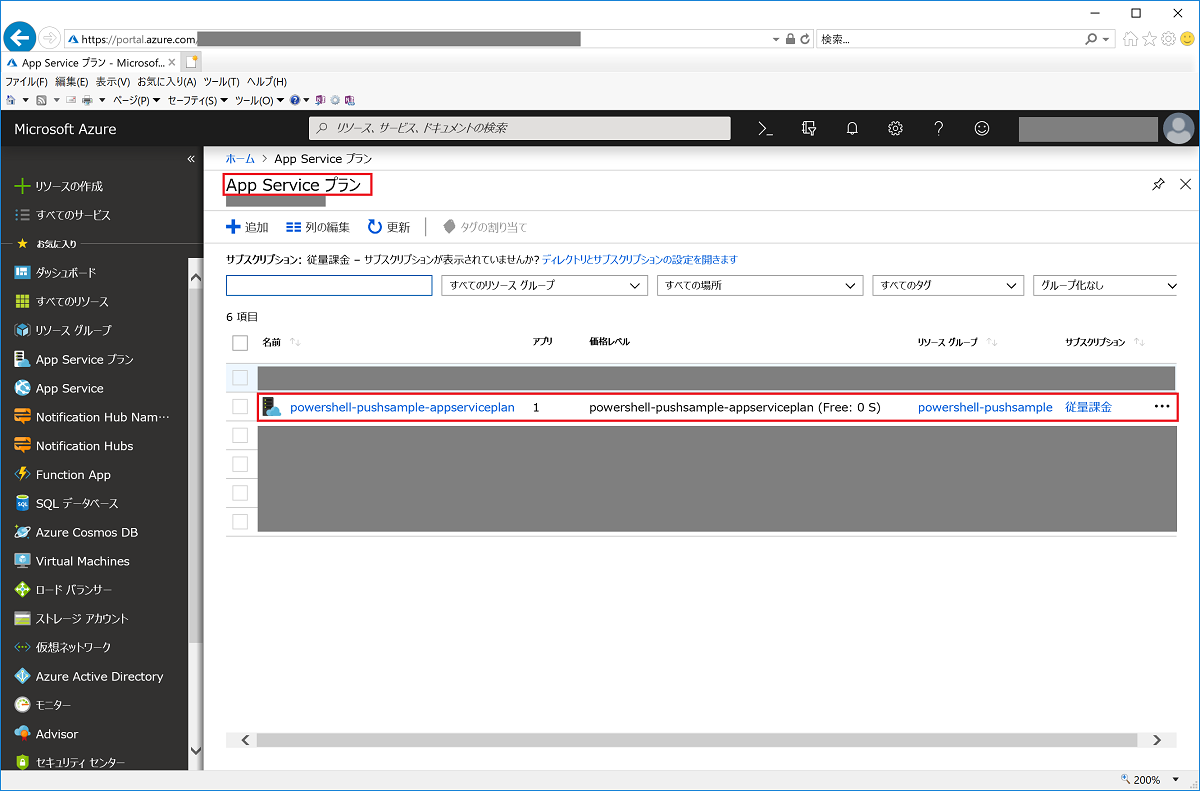 https://portal.azure.com/
検索...
App Service プラン - Microsof...
ファイル(F) 編集(E) 表示(V) お気に入り(A) ツール(T) ヘルプ(H)
ページ(P) セーフティ(S) ツール(O)
Microsoft Azure
リソース、サービス、ドキュメントの検索
ホーム > App Service プラン
App Service プラン
追加 列の編集 更新 タグの割り当て
サブスクリプション: 従量課金 – サブスクリプションが表示されていませんか? ディレクトリとサブスクリプションの設定を開きます
すべてのリソース グループ すべての場所 すべてのタグ グループ化なし
6 項目
名前 アプリ 価格レベル リソース グループ サブスクリプション
powershell-pushsample-appserviceplan 1 powershell-pushsample-appserviceplan (Free: 0 S) powershell-pushsample 従量課金 •••
リソースの作成
すべてのサービス
お気に入り
ダッシュボード
すべてのリソース
リソース グループ
App Service プラン
App Service
Notification Hub Nam···
Notification Hubs
Function App
SQL データベース
Azure Cosmos DB
Virtual Machines
ロード バランサー
ストレージ アカウント
仮想ネットワーク
Azure Active Directory
モニター
Advisor
セキュリティ センター
200%